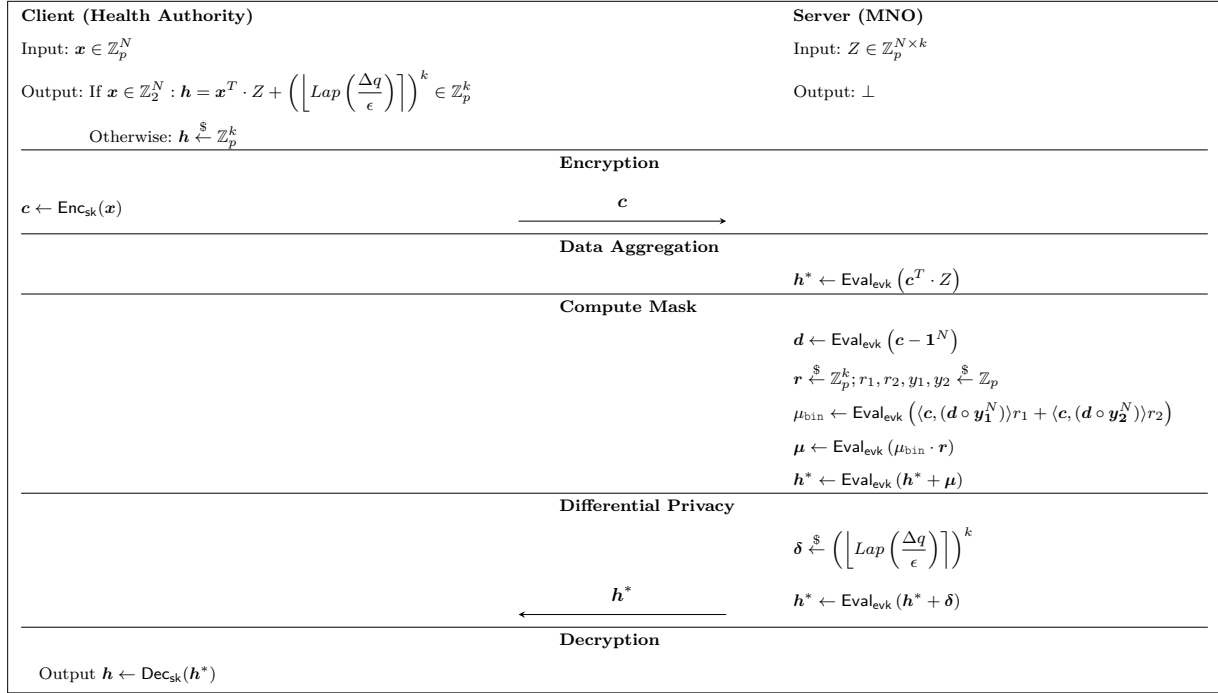 Client (Health Authority) Server (MNO)
Input: x ∈ ℤ_p^N Input: Z ∈ ℤ_p^{N×k}
Output: If x ∈ ℤ_2^N : h = x^T · Z + (⌊Lap(Δq/ϵ)⌉)^k ∈ ℤ_p^k Output: ⊥
Otherwise: h ←$ ℤ_p^k
Encryption
c ← Enc_sk(x) c
Data Aggregation
h* ← Eval_evk (c^T · Z)
Compute Mask
d ← Eval_evk (c − 1^N)
r ←$ ℤ_p^k; r_1, r_2, y_1, y_2 ←$ ℤ_p
μ_bin ← Eval_evk (⟨c, (d ∘ y_1^N)⟩r_1 + ⟨c, (d ∘ y_2^N)⟩r_2)
μ ← Eval_evk (μ_bin · r)
h* ← Eval_evk (h* + μ)
Differential Privacy
δ ←$ (⌊Lap(Δq/ϵ)⌉)^k
h* h* ← Eval_evk (h* + δ)
Decryption
Output h ← Dec_sk(h*)